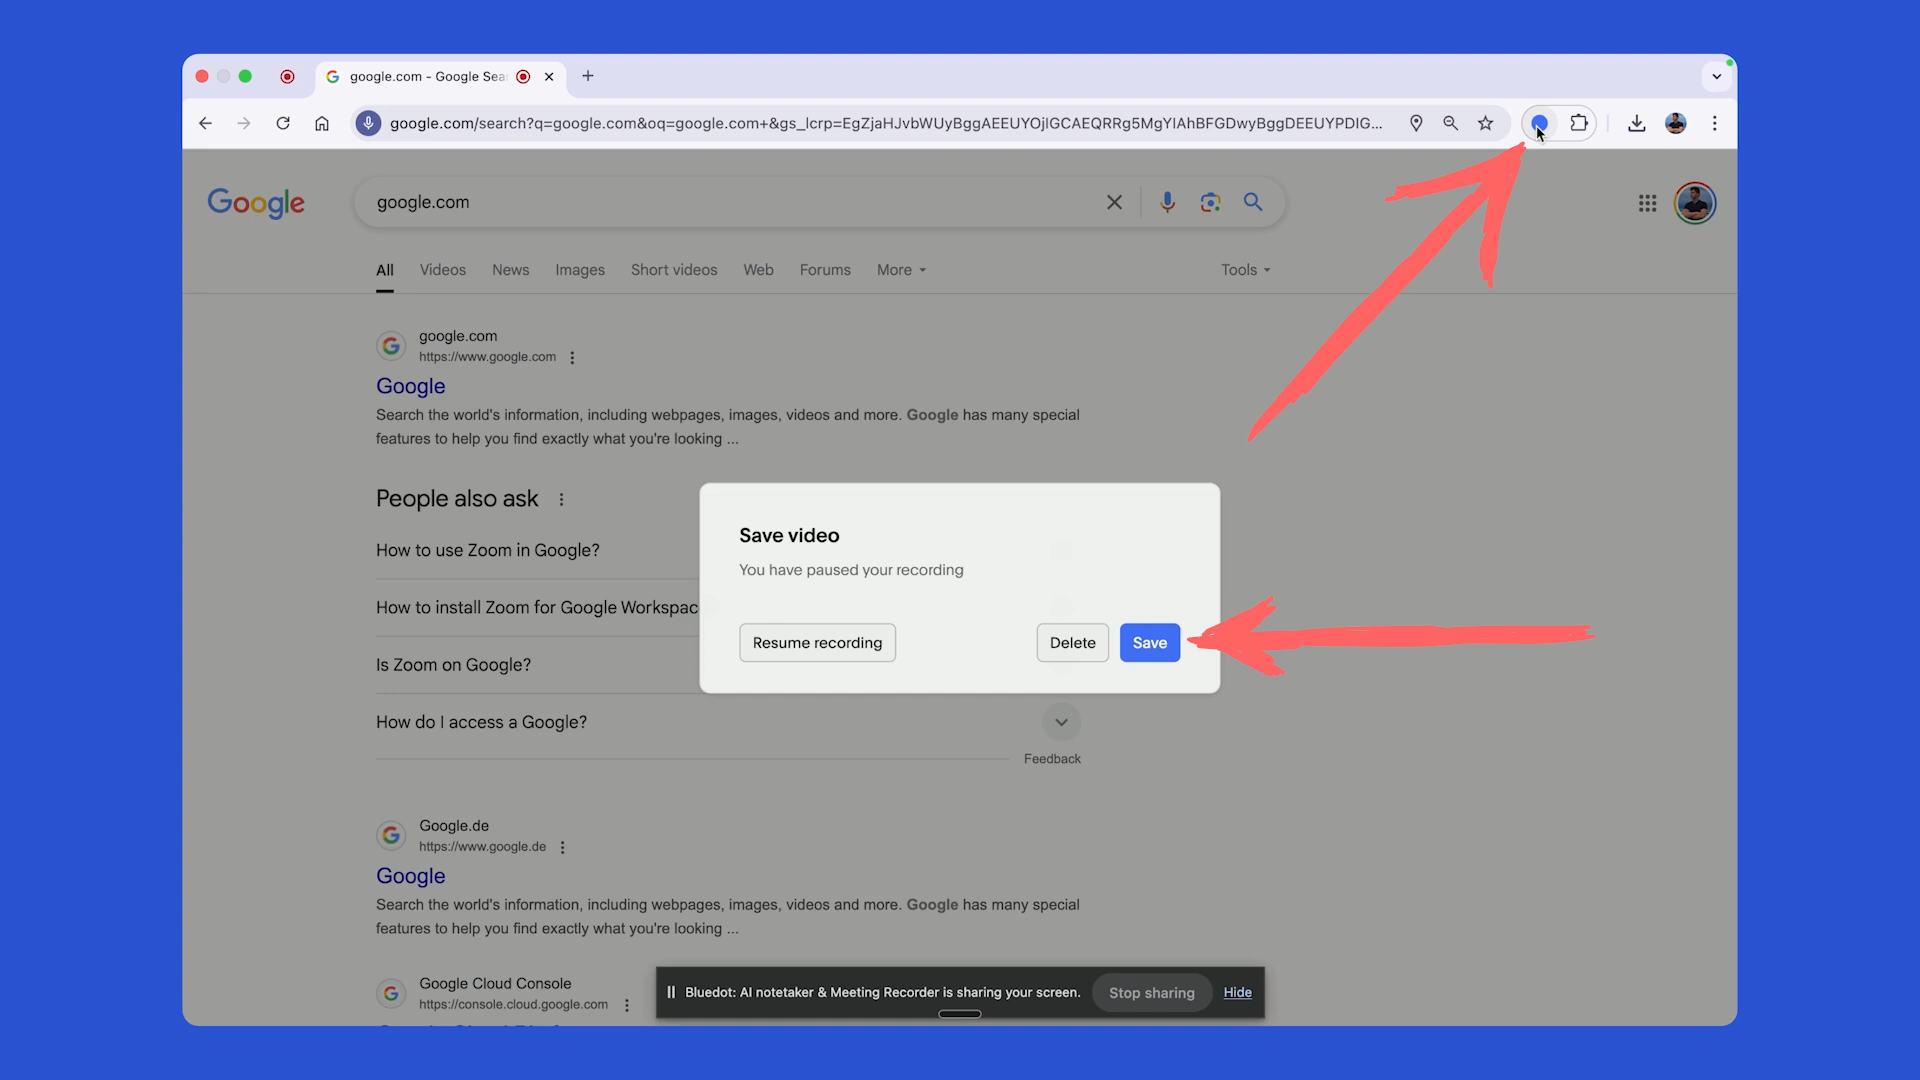 google.com - Google Sea
google.com/search?q=google.com&oq=google.com+&gs_lcrp=EgZjaHJvbWUyBggAEEUYOjIGCAEQRRg5MgYIAhBFGDwyBggDEEUYPDIG...
Google
google.com
All
Videos
News
Images
Short videos
Web
Forums
More
Tools
google.com
https://www.google.com
Google
Search the world's information, including webpages, images, videos and more. Google has many special
features to help you find exactly what you're looking ...
People also ask
How to use Zoom in Google?
How to install Zoom for Google Workspac
Is Zoom on Google?
How do I access a Google?
Feedback
Save video
You have paused your recording
Resume recording
Delete
Save
Google.de
https://www.google.de
Google
Search the world's information, including webpages, images, videos and more. Google has many special
features to help you find exactly what you're looking ...
Google Cloud Console
https://console.cloud.google.com
Bluedot: AI notetaker & Meeting Recorder is sharing your screen.
Stop sharing
Hide